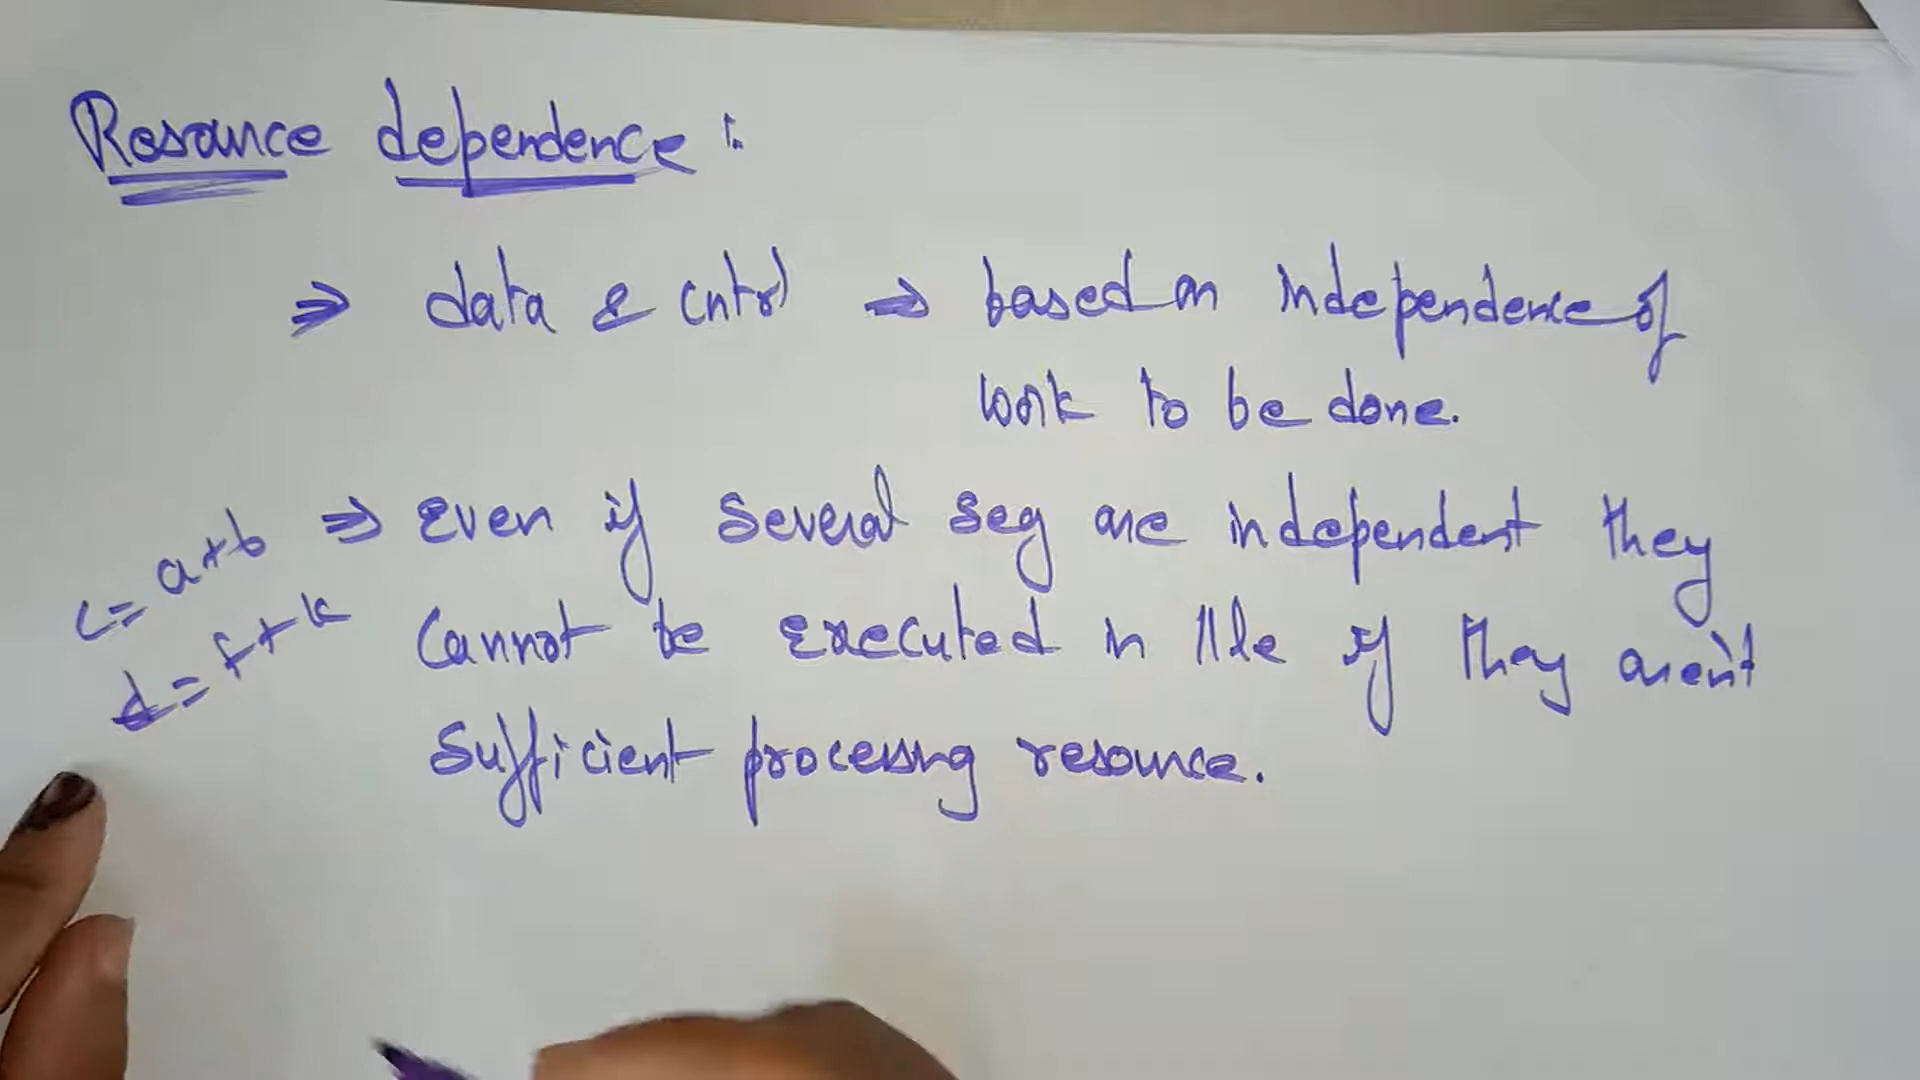 Resource dependence :
⇒ data & cntrl ⇒ based on independence of
work to be done.
⇒ Even if several seg are independent they
cannot be executed in llle if they aren't
sufficient processing resource.
c = a+b
d = f+k